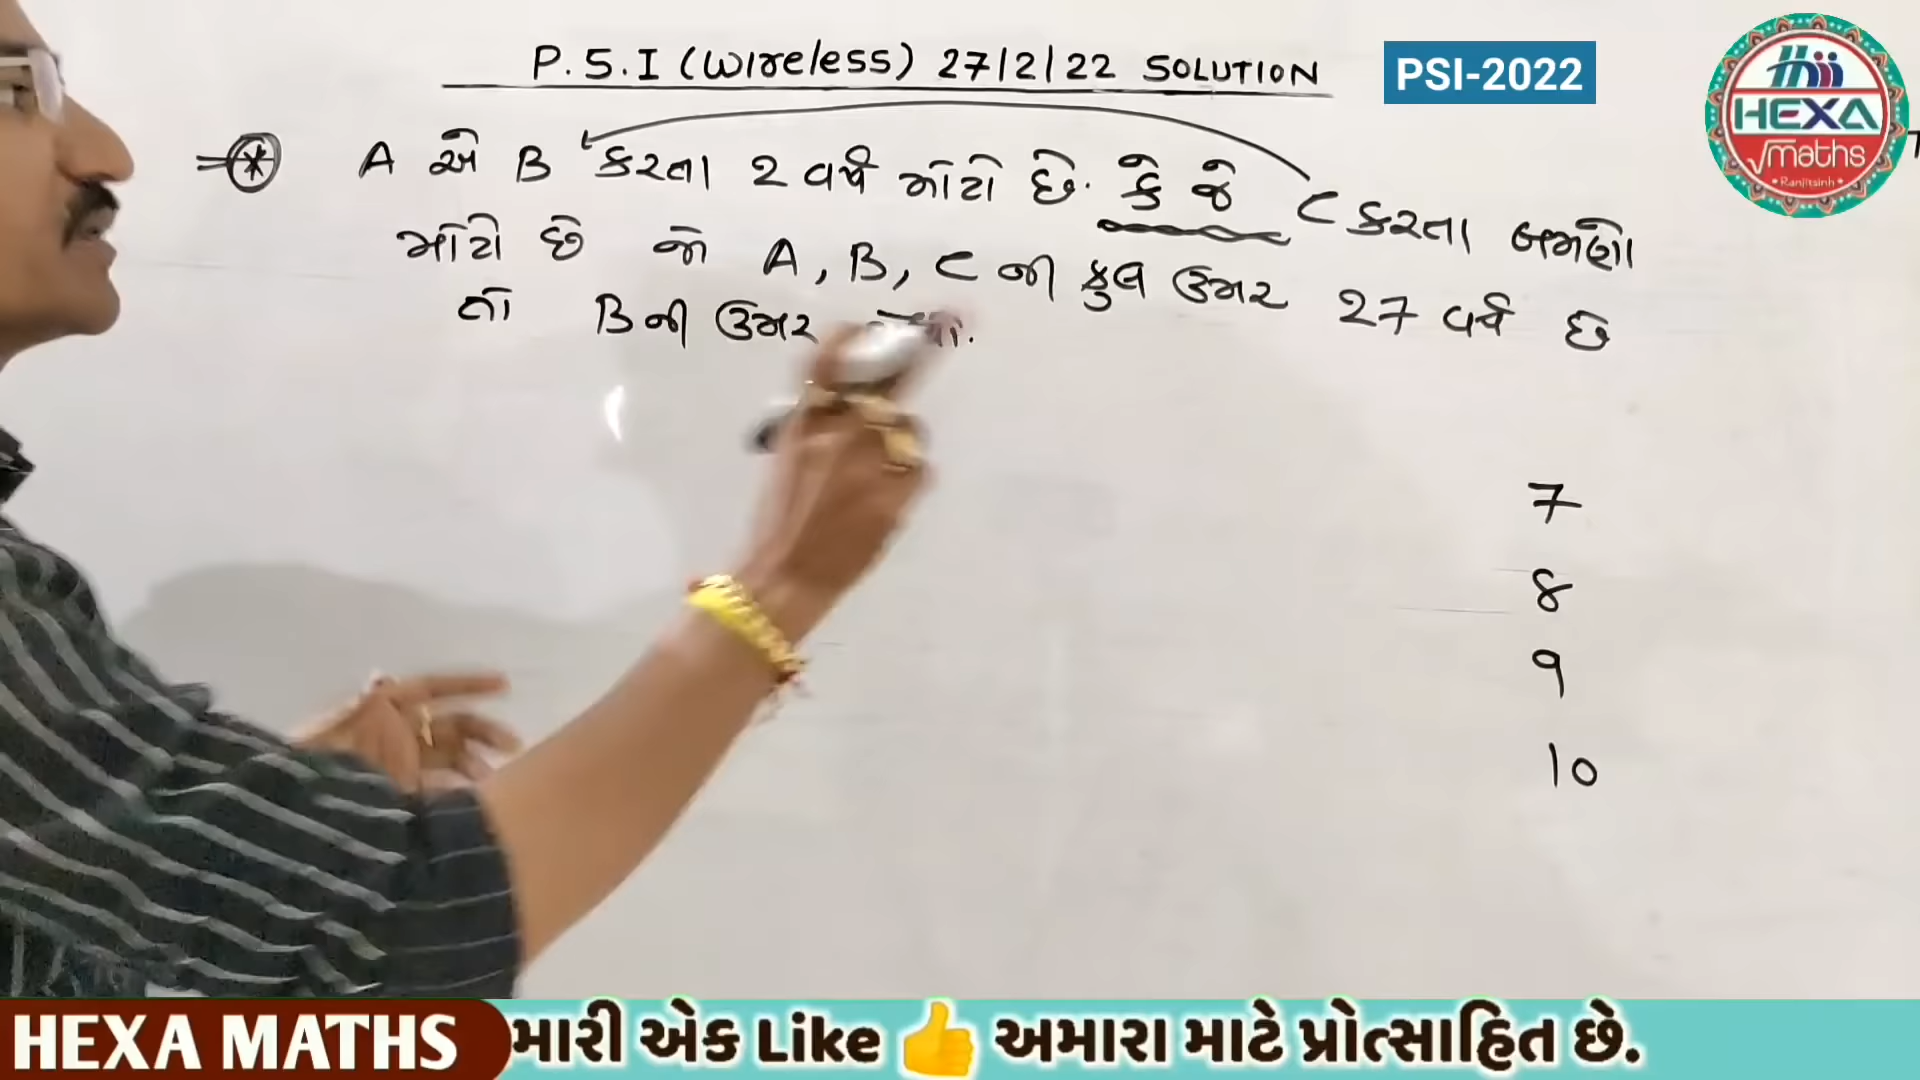 P.S.I (wireless) 27/2/22 SOLUTION
PSI-2022
HEXA
√maths
Ranjitsinh
A એ B કરતા 2 વર્ષ મોટો છે. કે જે C કરતા બમણો
મોટો છે જો A, B, C ની કુલ ઉંમર 27 વર્ષ છે
તો B ની ઉંમર
7
8
9
10
HEXA MATHS મારી એક Like 👍 અમારા માટે પ્રોત્સાહિત છે.